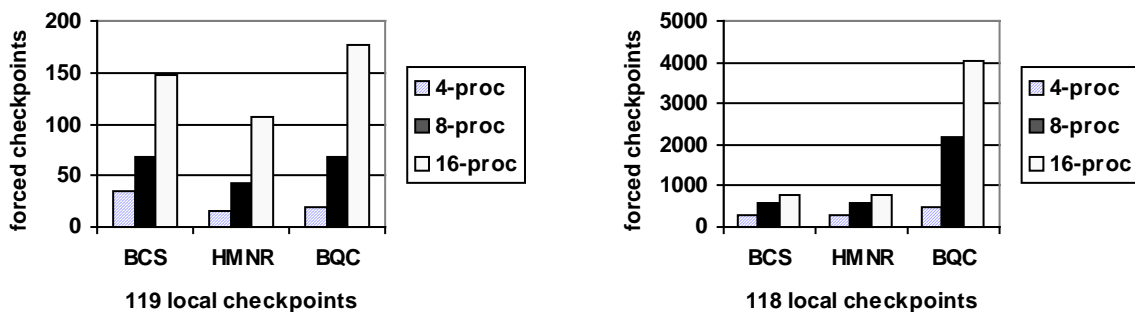 forced checkpoints
200
150
100
50
0
BCS
HMNR
BQC
119 local checkpoints
4-proc
8-proc
16-proc
forced checkpoints
5000
4000
3000
2000
1000
0
BCS
HMNR
BQC
118 local checkpoints
4-proc
8-proc
16-proc